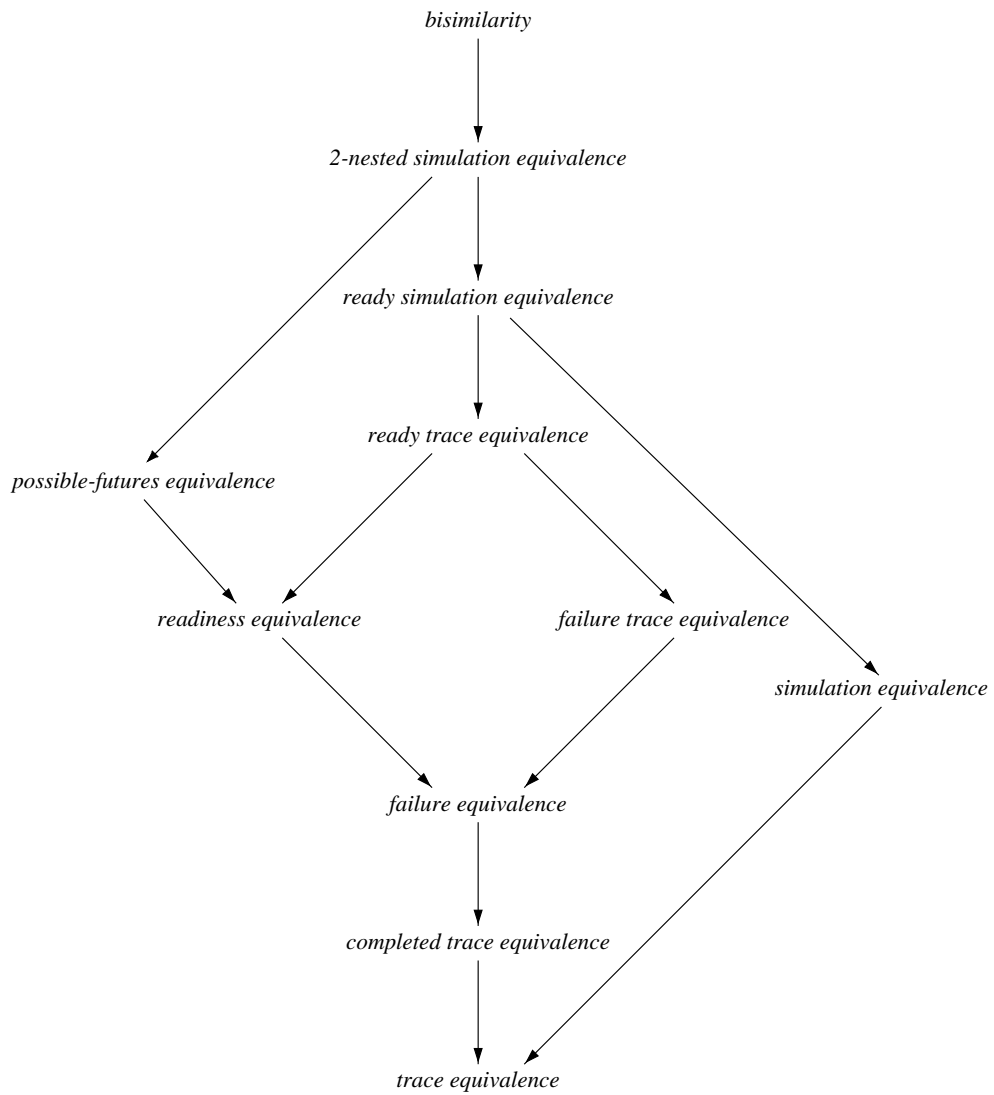 bisimilarity
2-nested simulation equivalence
ready simulation equivalence
ready trace equivalence
possible-futures equivalence
readiness equivalence
failure trace equivalence
simulation equivalence
failure equivalence
completed trace equivalence
trace equivalence